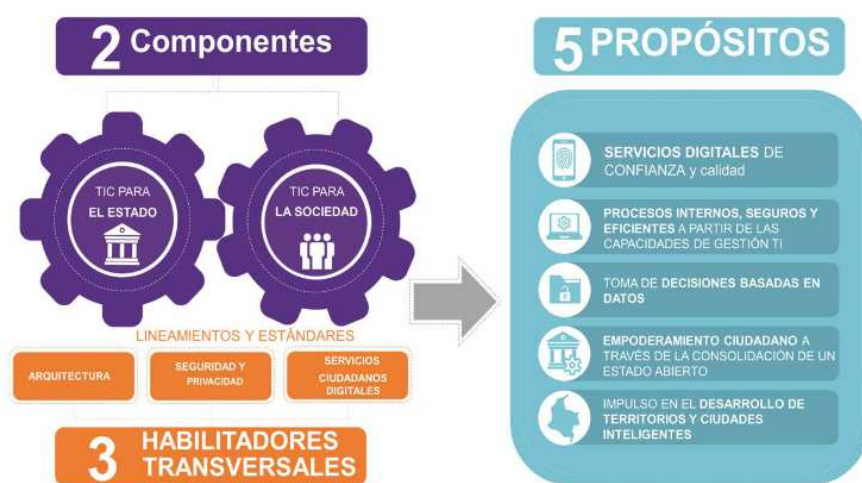 2 Componentes
TIC PARA
EL ESTADO
TIC PARA
LA SOCIEDAD
LINEAMIENTOS Y ESTÁNDARES
ARQUITECTURA
SEGURIDAD Y
PRIVACIDAD
SERVICIOS
CIUDADANOS
DIGITALES
3 HABILITADORES
TRANSVERSALES
5 PROPÓSITOS
SERVICIOS DIGITALES DE
CONFIANZA y calidad
PROCESOS INTERNOS, SEGUROS Y
EFICIENTES A PARTIR DE LAS
CAPACIDADES DE GESTIÓN TI
TOMA DE DECISIONES BASADAS EN
DATOS
EMPODERAMIENTO CIUDADANO A
TRAVÉS DE LA CONSOLIDACIÓN DE UN
ESTADO ABIERTO
IMPULSO EN EL DESARROLLO DE
TERRITORIOS Y CIUDADES
INTELIGENTES